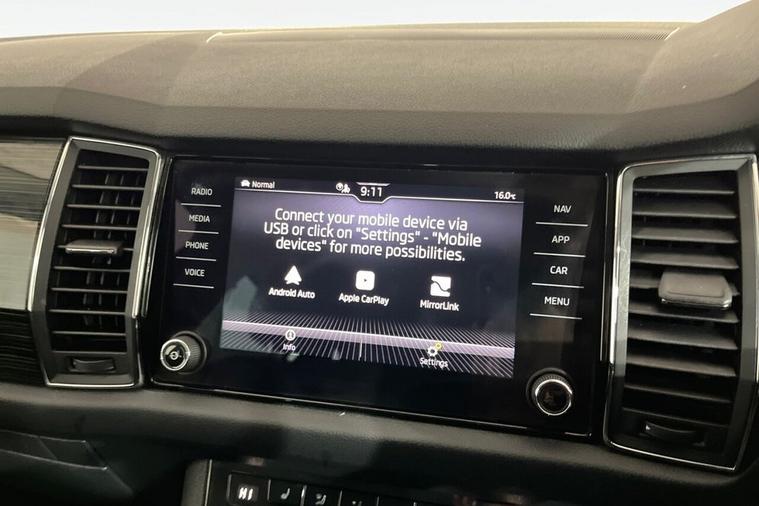 RADIO
MEDIA
PHONE
VOICE
Normal 9:11 16.0°C
Connect your mobile device via
USB or click on "Settings" - "Mobile
devices" for more possibilities.
Android Auto Apple CarPlay MirrorLink
Info Settings
NAV
APP
CAR
MENU
HI